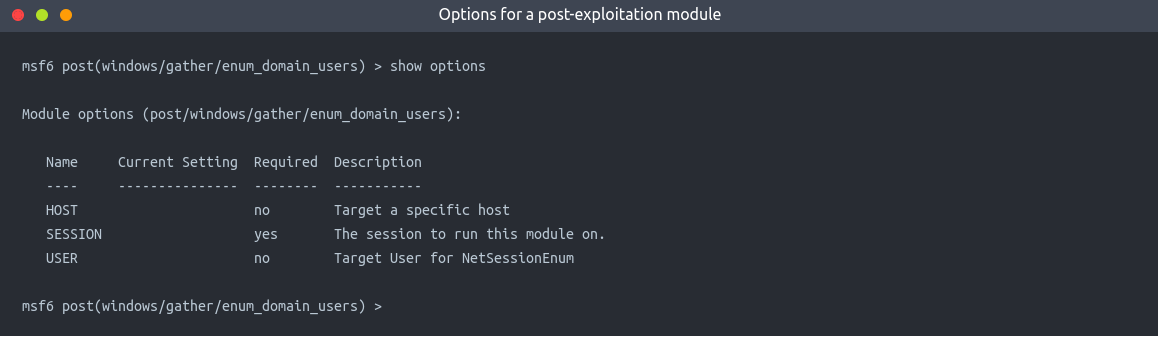 Options for a post-exploitation module
msf6 post(windows/gather/enum_domain_users) > show options
Module options (post/windows/gather/enum_domain_users):
Name     Current Setting  Required  Description
----     ---------------  --------  -----------
HOST                      no        Target a specific host
SESSION                   yes       The session to run this module on.
USER                      no        Target User for NetSessionEnum
msf6 post(windows/gather/enum_domain_users) >